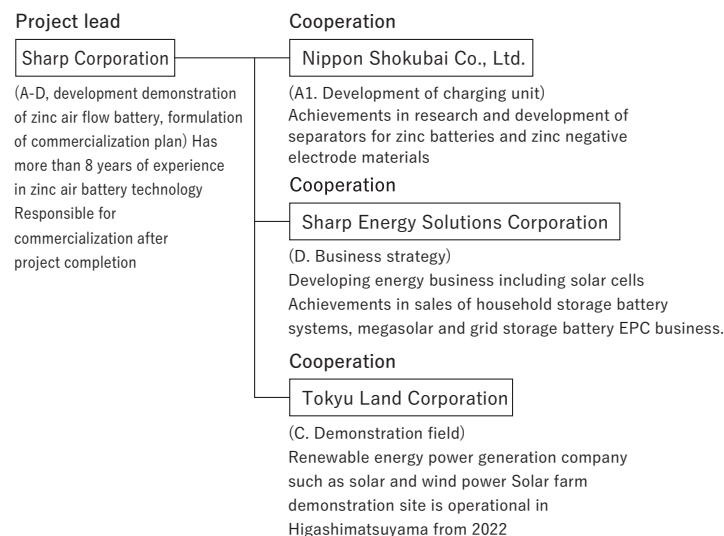 Project lead
Sharp Corporation
(A-D, development demonstration
of zinc air flow battery, formulation
of commercialization plan) Has
more than 8 years of experience
in zinc air battery technology
Responsible for
commercialization after
project completion
Cooperation
Nippon Shokubai Co., Ltd.
(A1. Development of charging unit)
Achievements in research and development of
separators for zinc batteries and zinc negative
electrode materials
Cooperation
Sharp Energy Solutions Corporation
(D. Business strategy)
Developing energy business including solar cells
Achievements in sales of household storage battery
systems, megasolar and grid storage battery EPC business.
Cooperation
Tokyu Land Corporation
(C. Demonstration field)
Renewable energy power generation company
such as solar and wind power Solar farm
demonstration site is operational in
Higashimatsuyama from 2022